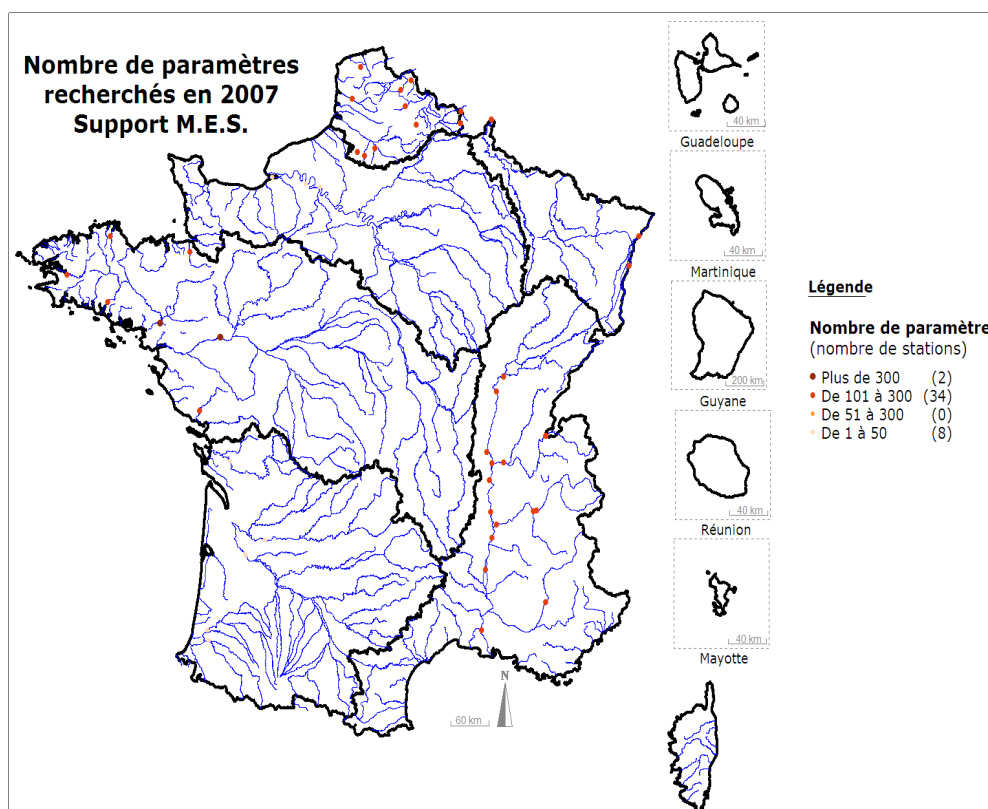 Nombre de paramètres
recherchés en 2007
Support M.E.S.
40 km
Guadeloupe
40 km
Martinique
200 km
Guyane
40 km
Réunion
40 km
Mayotte
Légende
Nombre de paramètre
(nombre de stations)
Plus de 300 (2)
De 101 à 300 (34)
De 51 à 300 (0)
De 1 à 50 (8)
N
60 km